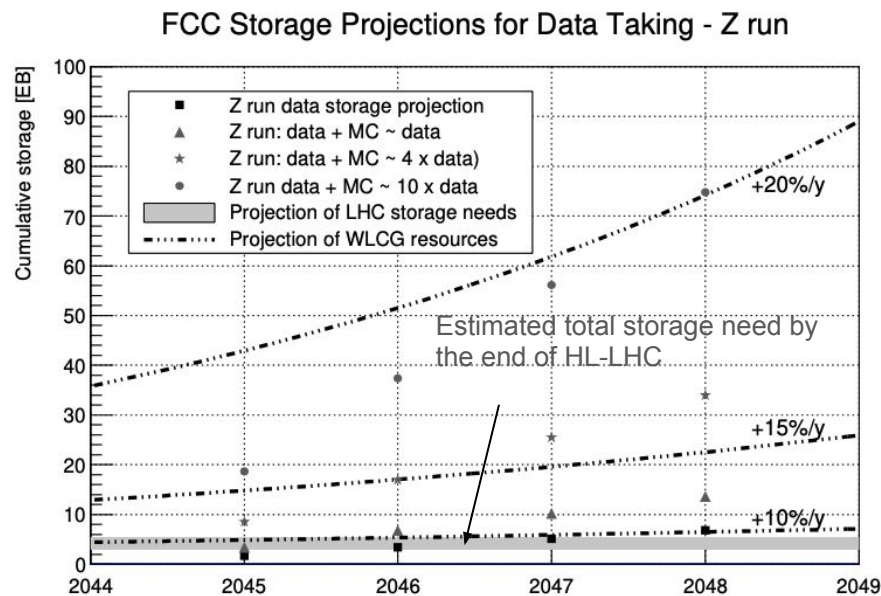 FCC Storage Projections for Data Taking - Z run
Cumulative storage [EB]
100
90
80
70
60
50
40
30
20
10
0
Z run data storage projection
Z run: data + MC ~ data
Z run: data + MC ~ 4 x data)
Z run data + MC ~ 10 x data
Projection of LHC storage needs
Projection of WLCG resources
+20%/y
Estimated total storage need by
the end of HL-LHC
+15%/y
+10%/y
2044 2045 2046 2047 2048 2049